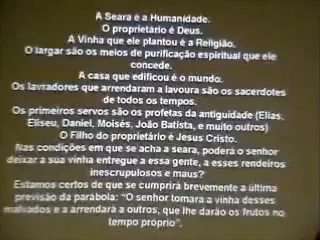 A Seara é a Humanidade.
O proprietário é Deus.
A Vinha que ele plantou é a Religião.
O largar são os meios de purificação espiritual que ele
concede.
A casa que edificou é o mundo.
Os lavradores que arrendaram a lavoura são os sacerdotes
de todos os tempos.
Os primeiros servos são os profetas da antiguidade (Elias,
Eliseu, Daniel, Moisés, João Batista, e muito outros)
O Filho do proprietário é Jesus Cristo.
Nas condições em que se acha a seara, poderá o senhor
deixar a sua vinha entregue a essa gente, a esses rendeiros
inescrupulosos e maus?
Estamos certos de que se cumprirá brevemente a última
previsão da parábola: "O senhor tomara a vinha desses
malvados e a arrendará a outros, que lhe darão os frutos no
tempo próprio".